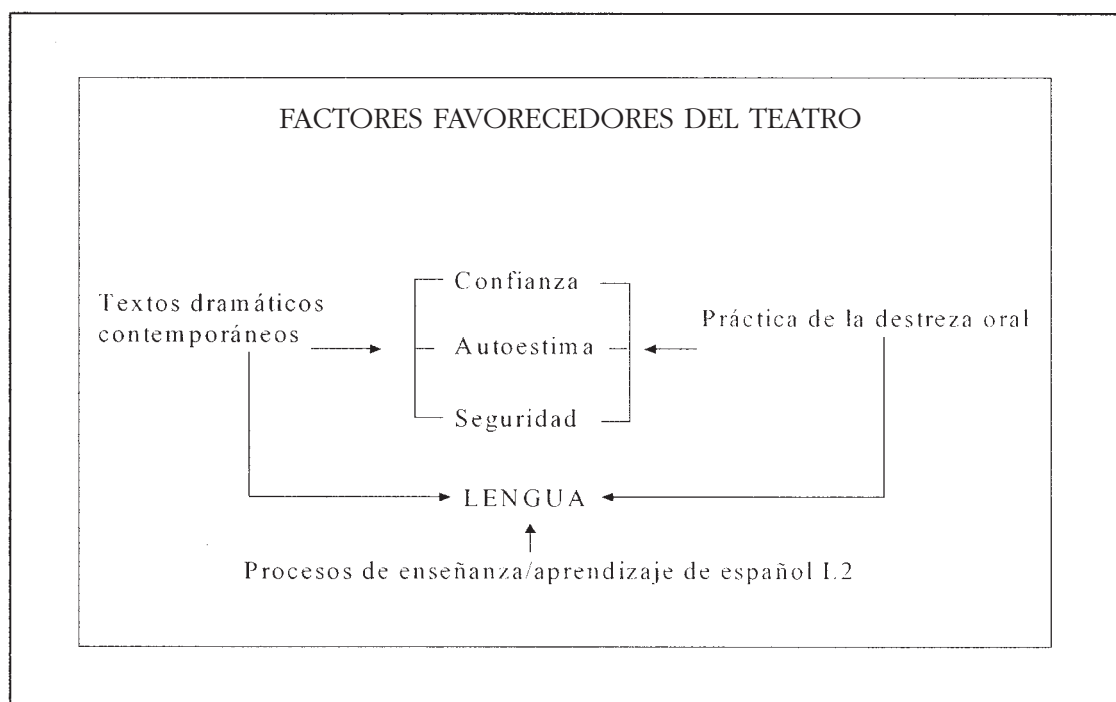 FACTORES FAVORECEDORES DEL TEATRO
Confianza
Textos dramáticos
contemporáneos
Práctica de la destreza oral
Autoestima
Seguridad
LENGUA
Procesos de enseñanza/aprendizaje de español L2